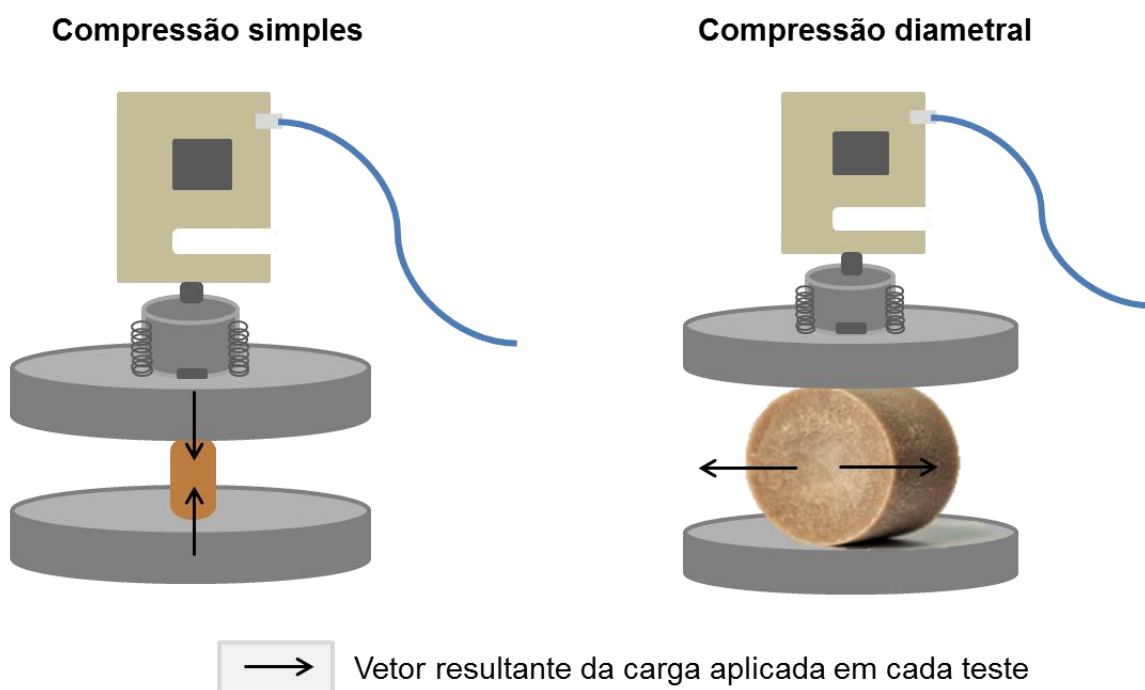 Compressão simples
Compressão diametral
Vetor resultante da carga aplicada em cada teste